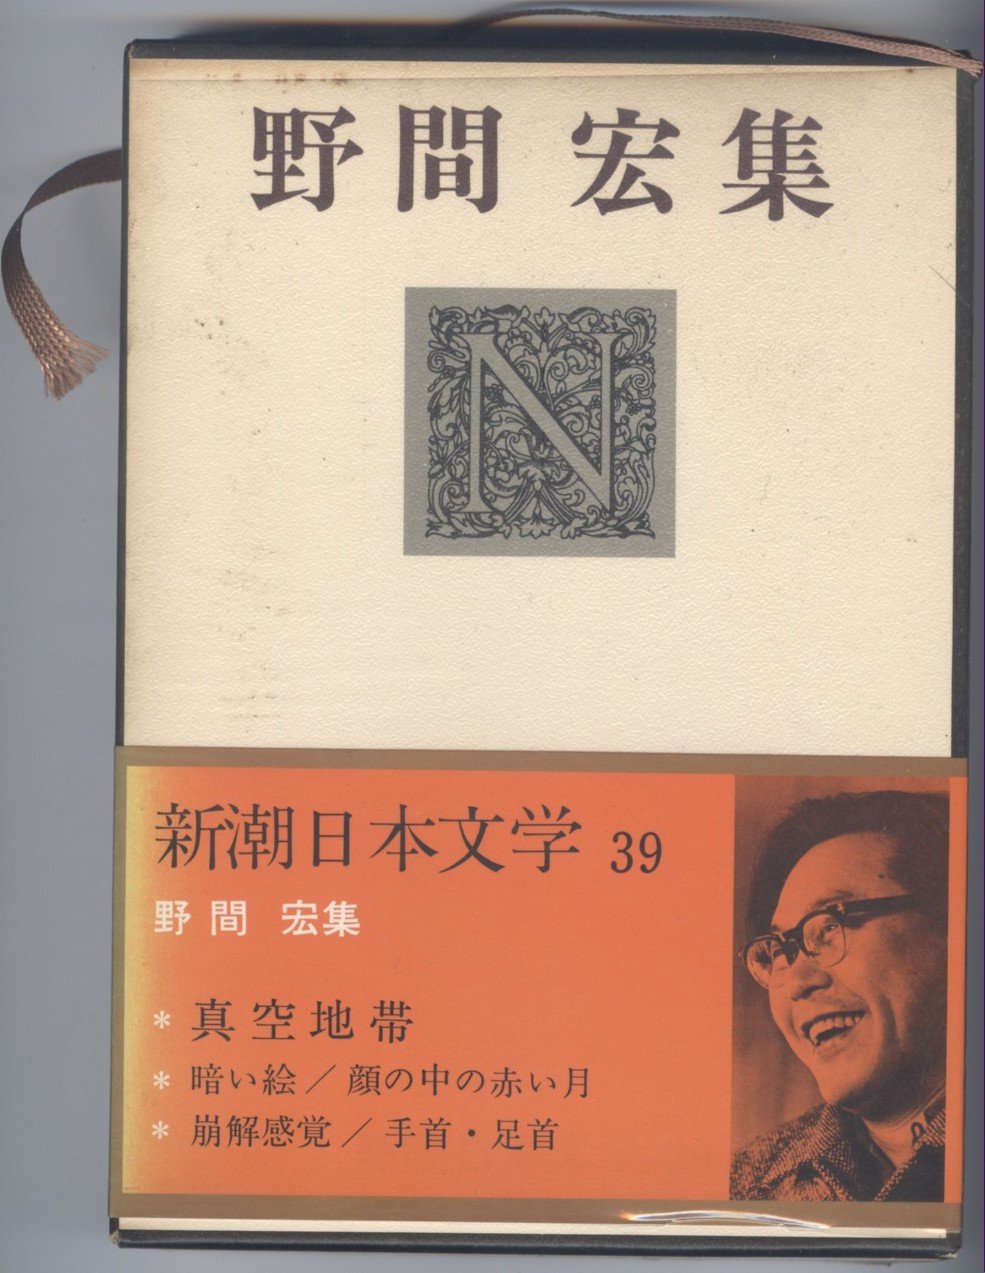 野間 宏集
N
新潮日本文学 39
野間 宏集
* 真空地帯
* 暗い絵／顔の中の赤い月
* 崩解感覚／手首・足首